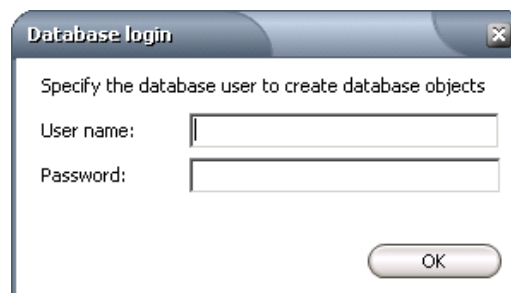 Database login
Specify the database user to create database objects
User name:
Password:
OK